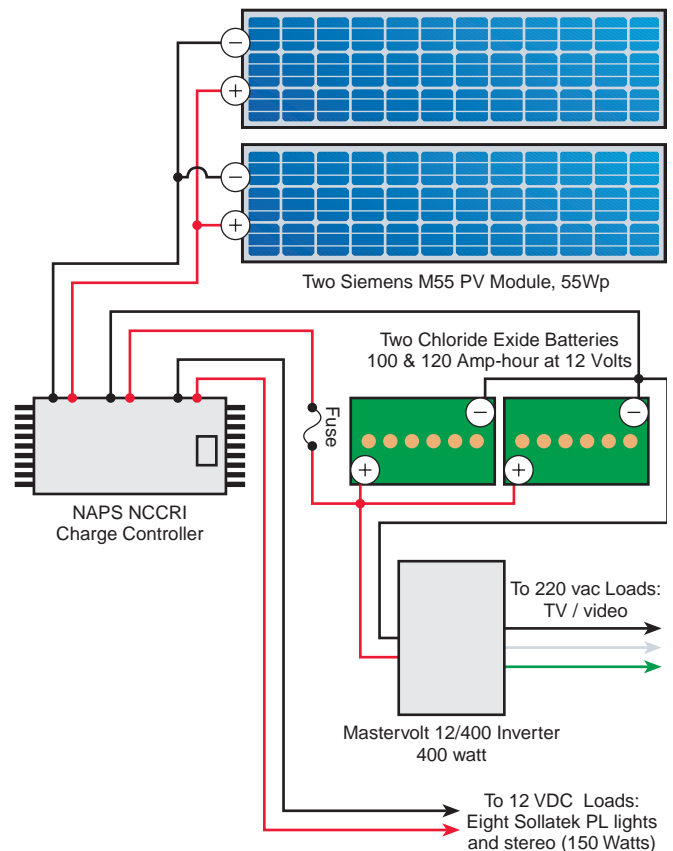 −
+
−
+
Two Siemens M55 PV Module, 55Wp
Two Chloride Exide Batteries
100 & 120 Amp-hour at 12 Volts
Fuse
−
−
+
+
NAPS NCCRI
Charge Controller
To 220 vac Loads:
TV / video
Mastervolt 12/400 Inverter
400 watt
To 12 VDC Loads:
Eight Sollatek PL lights
and stereo (150 Watts)